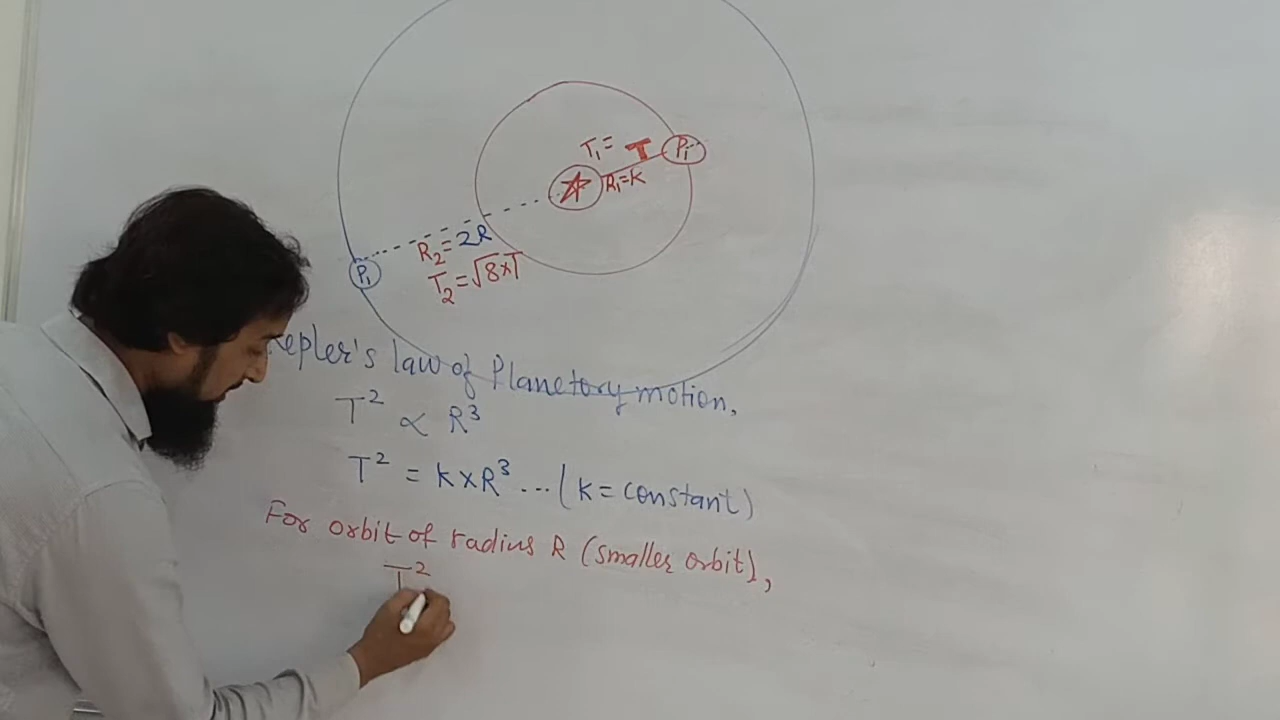 T₁= T
P₁
R₁=K
R₂=2R
T₂=√8×T
P₁
epler's law of Planetory motion,
T² ∝ R³
T² = K×R³ ...(K=constant)
For orbit of radius R (smaller orbit),
T²